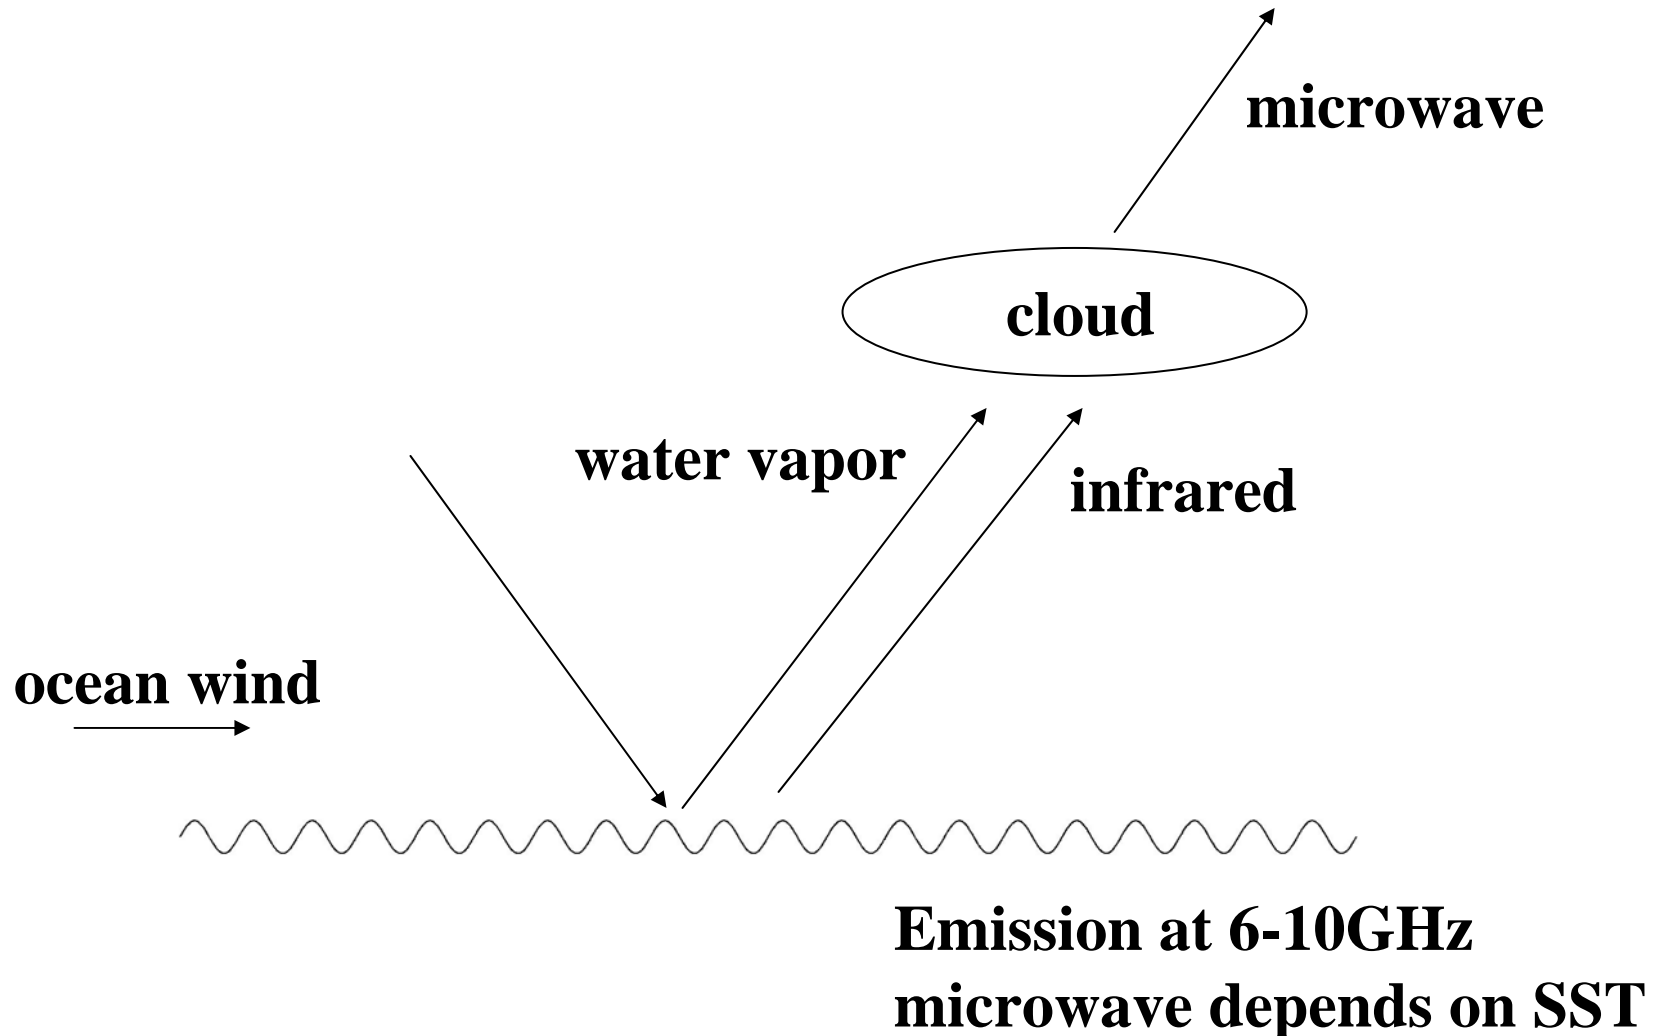 microwave
cloud
water vapor
infrared
ocean wind
Emission at 6-10GHz
microwave depends on SST